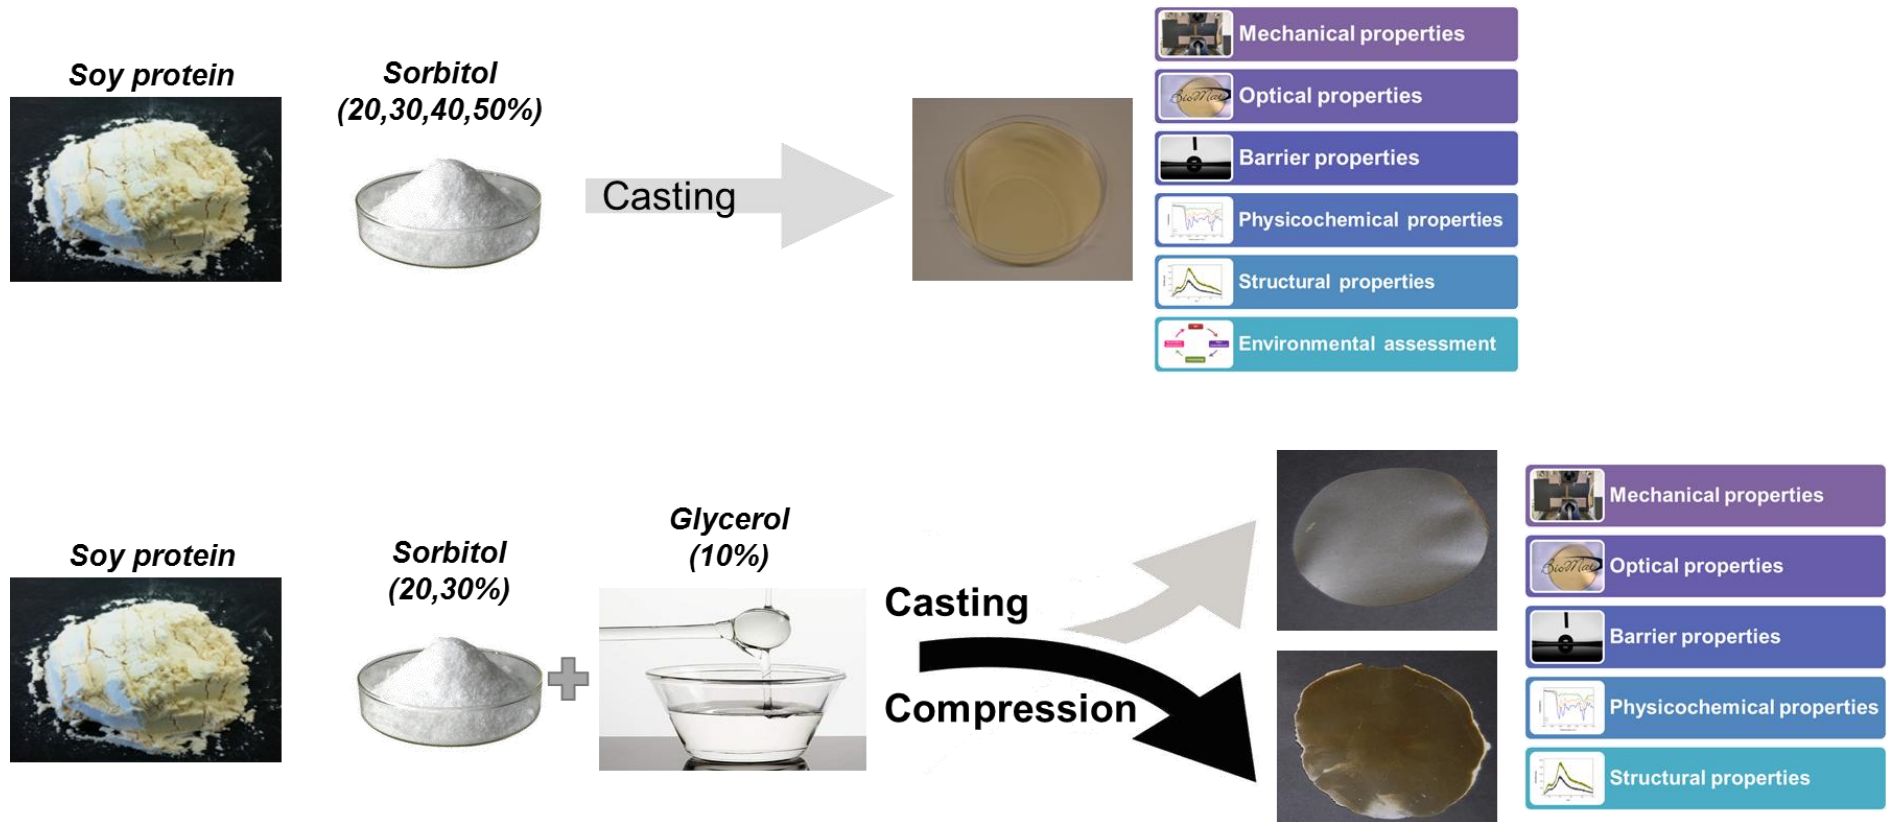 Soy protein
Sorbitol
(20,30,40,50%)
Casting
Mechanical properties
BioMat
Optical properties
Barrier properties
Physicochemical properties
Structural properties
Environmental assessment
Soy protein
Sorbitol
(20,30%)
Glycerol
(10%)
Casting
Compression
Mechanical properties
BioMat
Optical properties
Barrier properties
Physicochemical properties
Structural properties